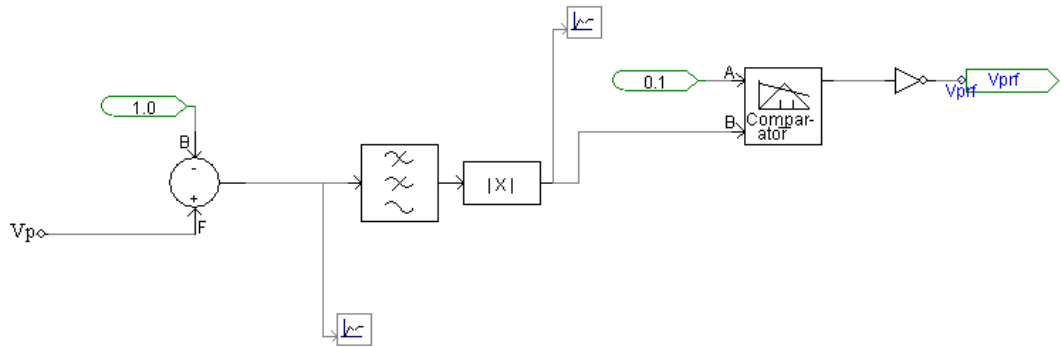 1.0
B
-
+
F
Vp
|X|
0.1
A
B
Compar-
ator
Vprf
Vprf